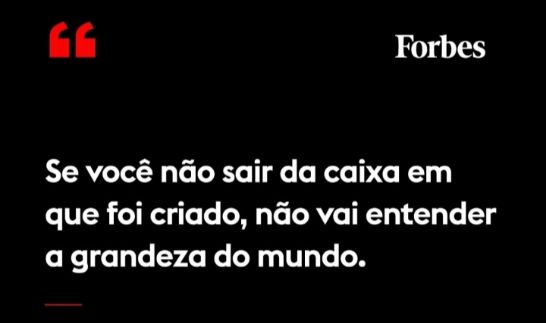 Forbes
Se você não sair da caixa em
que foi criado, não vai entender
a grandeza do mundo.